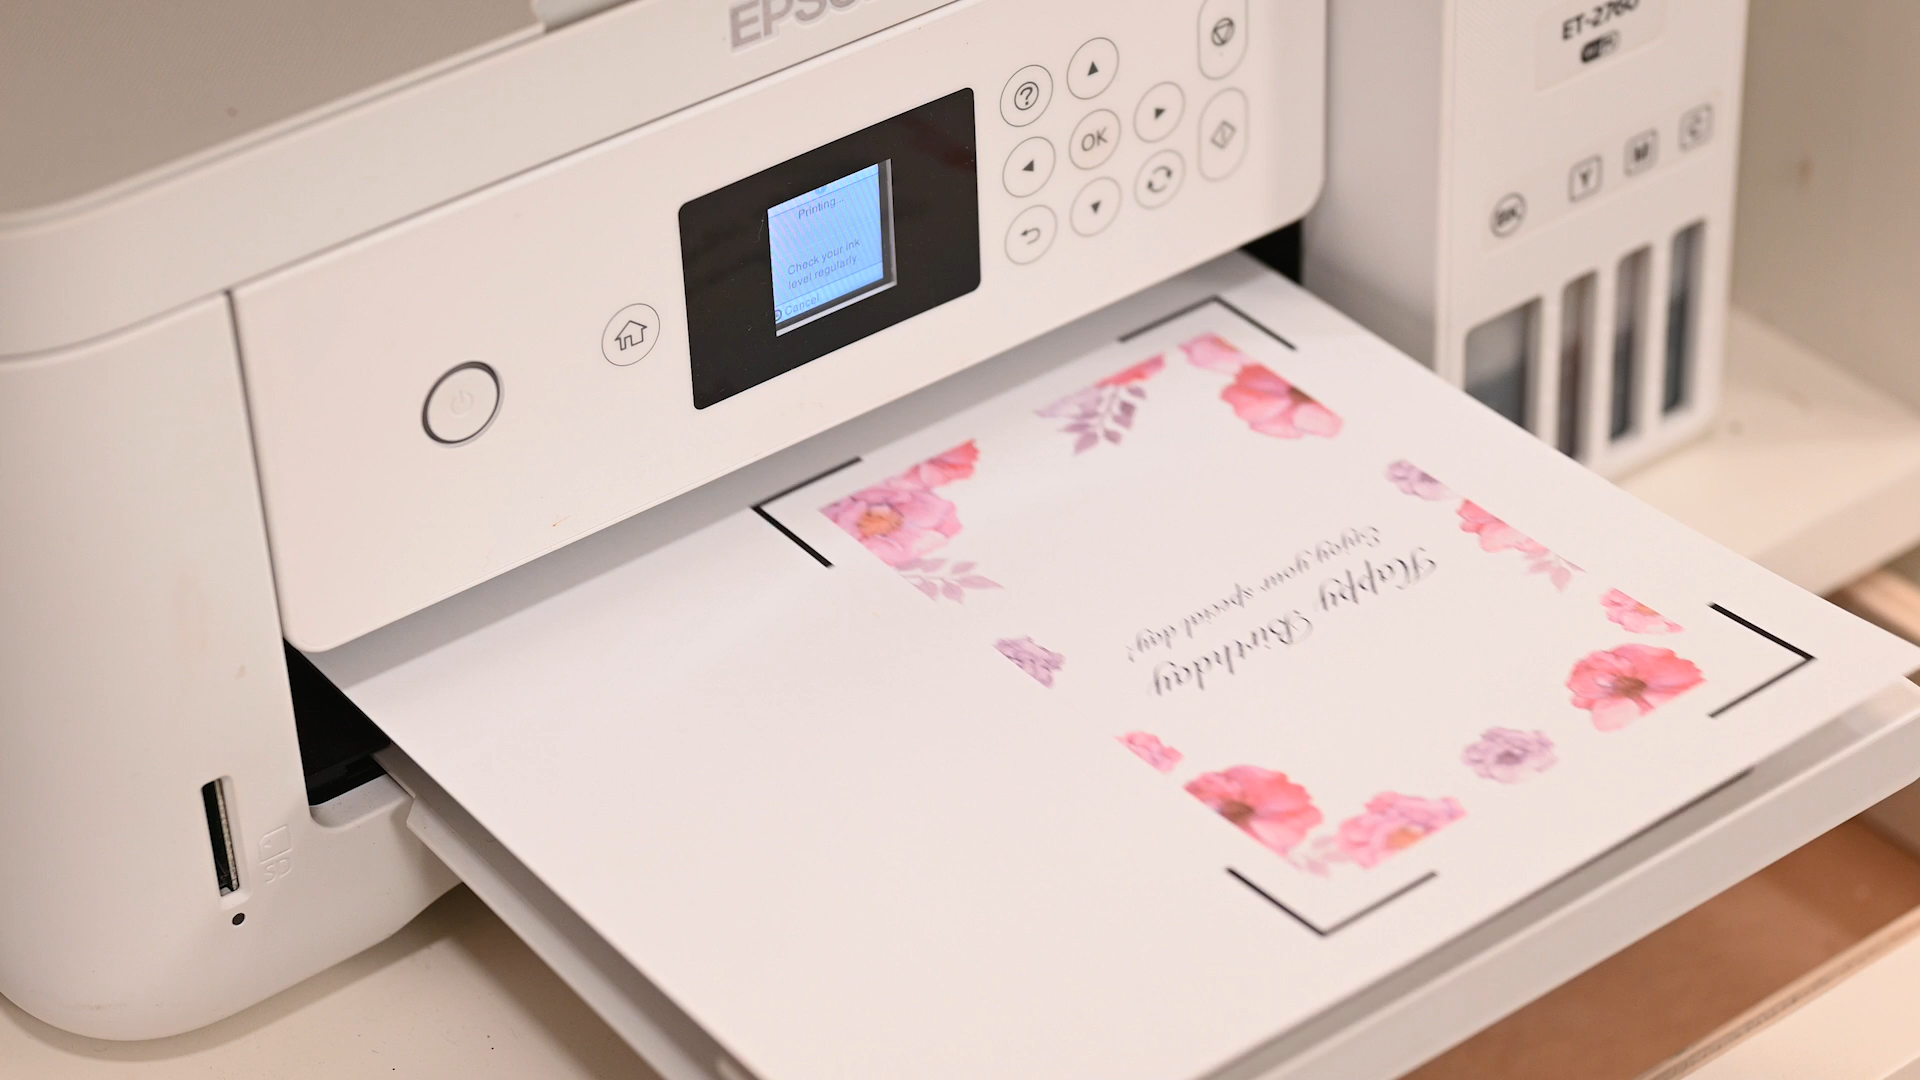 EPSON
ET-2760
?
OK
BK
Y
M
C
Printing...
Check your ink
level regularly
Cancel
SD
Happy Birthday
Enjoy your special day!